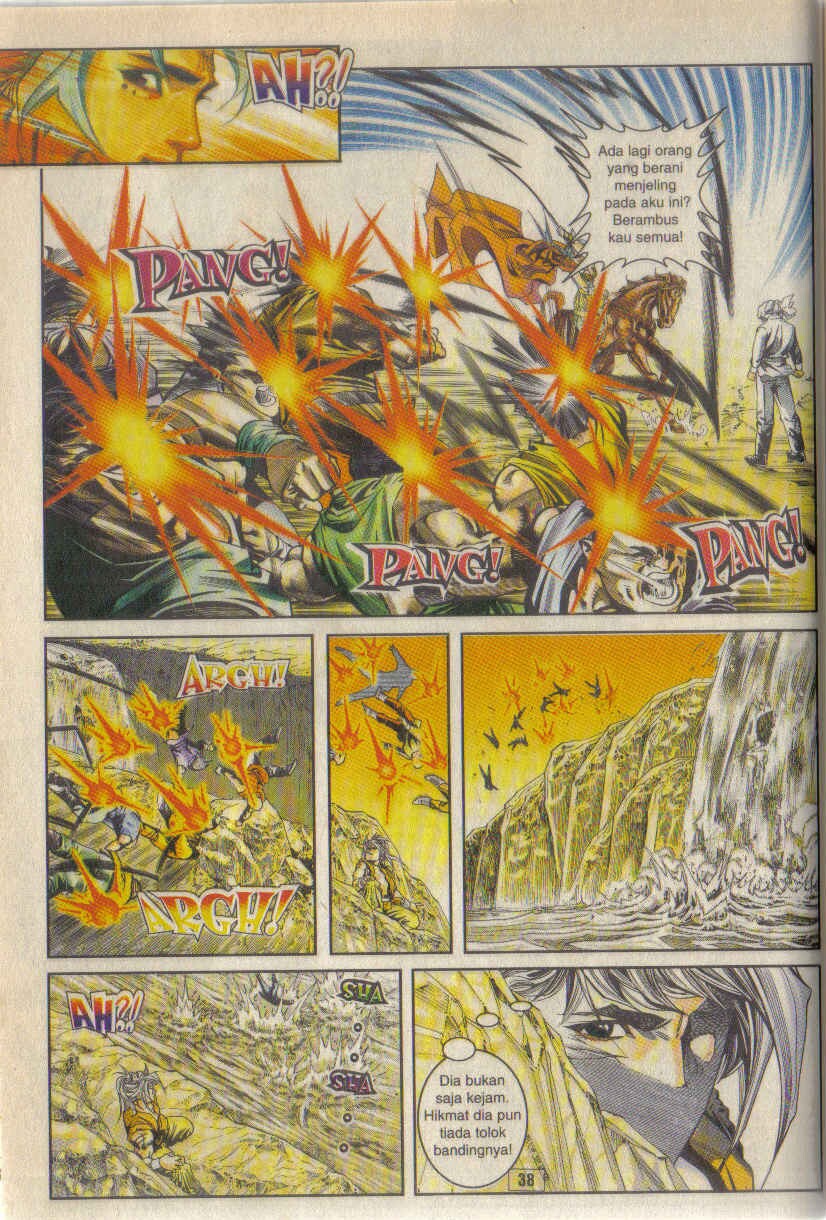 AH?!
Ada lagi orang
yang berani
menjeling
pada aku ini?
Berambus
kau semua!
PANG!
PANG!
PANG!
ARGH!
ARGH!
AH?!
SHA
SHA
Dia bukan
saja kejam.
Hikmat dia pun
tiada tolok
bandingnya!
38